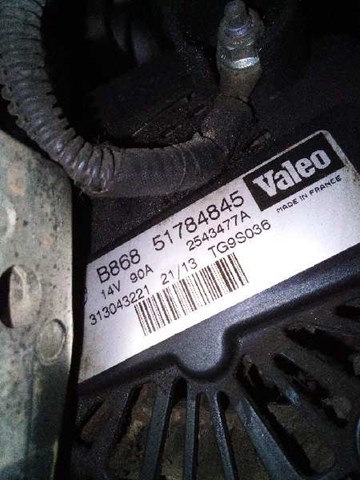 Valeo
MADE IN FRANCE
B868 51784845
14V 90A 2543477A
313043221 21/13 TG9S036